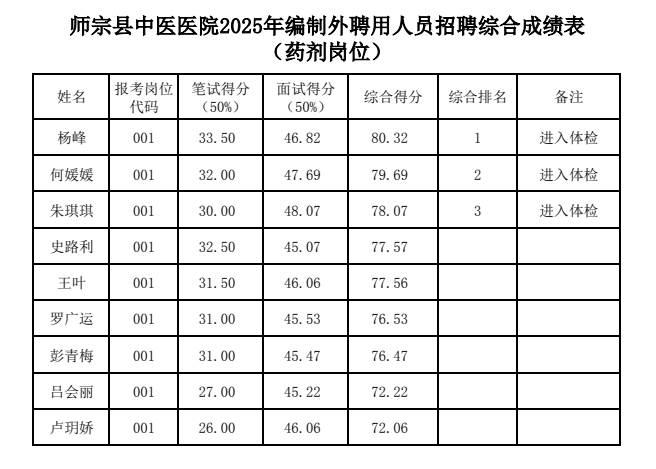 师宗县中医医院2025年编制外聘用人员招聘综合成绩表
（药剂岗位）
姓名 报考岗位代码 笔试得分（50%） 面试得分（50%） 综合得分 综合排名 备注
杨峰 001 33.50 46.82 80.32 1 进入体检
何媛媛 001 32.00 47.69 79.69 2 进入体检
朱琪琪 001 30.00 48.07 78.07 3 进入体检
史路利 001 32.50 45.07 77.57
王叶 001 31.50 46.06 77.56
罗广运 001 31.00 45.53 76.53
彭青梅 001 31.00 45.47 76.47
吕会丽 001 27.00 45.22 72.22
卢玥娇 001 26.00 46.06 72.06